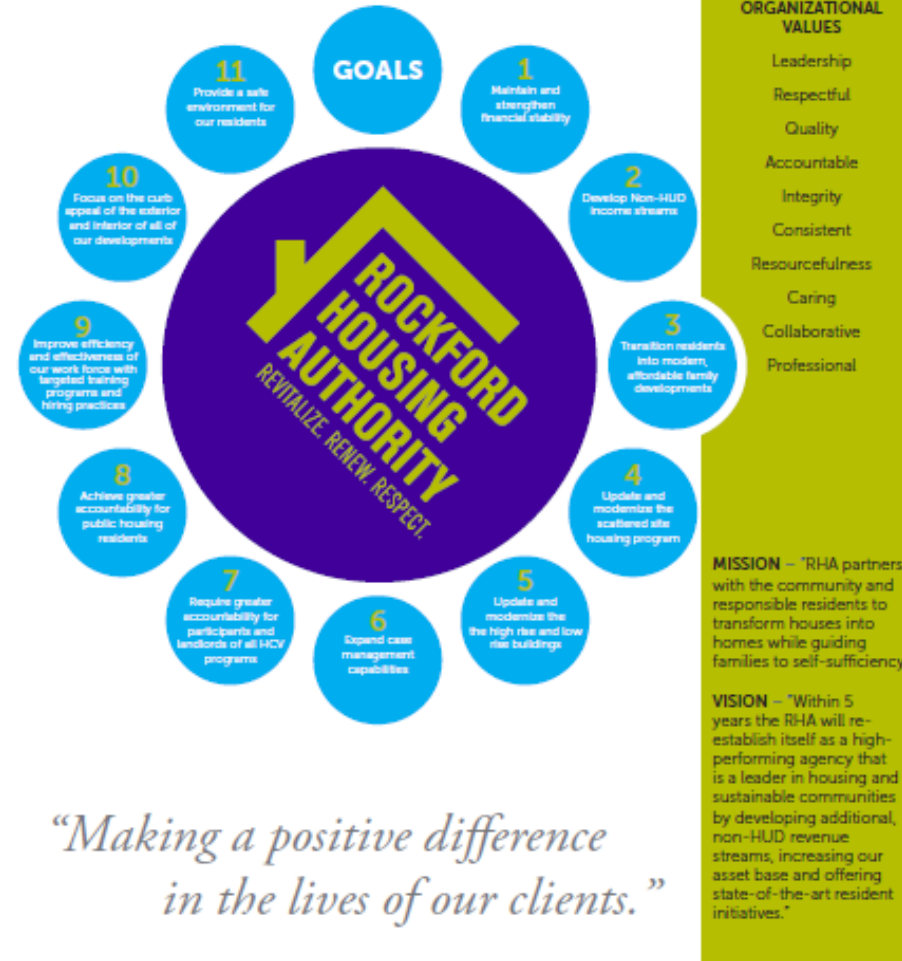 GOALS
1
Maintain and
strengthen
financial stability
2
Develop Non-HUD
income streams
3
Transition residents
into modern,
affordable family
developments
4
Update and
modernize the
scattered site
housing program
5
Update and
modernize the
the high rise and low
rise buildings
6
Expand case
management
capabilities
7
Require greater
accountability for
participants and
landlords of all HCV
programs
8
Achieve greater
accountability for
public housing
residents
9
Improve efficiency
and effectiveness of
our work force with
targeted training
programs and
hiring practices
10
Focus on the curb
appeal of the exterior
and interior of all of
our developments
11
Provide a safe
environment for
our residents
ROCKFORD
HOUSING
AUTHORITY
REVITALIZE. RENEW. RESPECT.
“Making a positive difference
in the lives of our clients.”
ORGANIZATIONAL
VALUES
Leadership
Respectful
Quality
Accountable
Integrity
Consistent
Resourcefulness
Caring
Collaborative
Professional
MISSION – "RHA partners
with the community and
responsible residents to
transform houses into
homes while guiding
families to self-sufficiency
VISION – "Within 5
years the RHA will re-
establish itself as a high-
performing agency that
is a leader in housing and
sustainable communities
by developing additional,
non-HUD revenue
streams, increasing our
asset base and offering
state-of-the-art resident
initiatives."